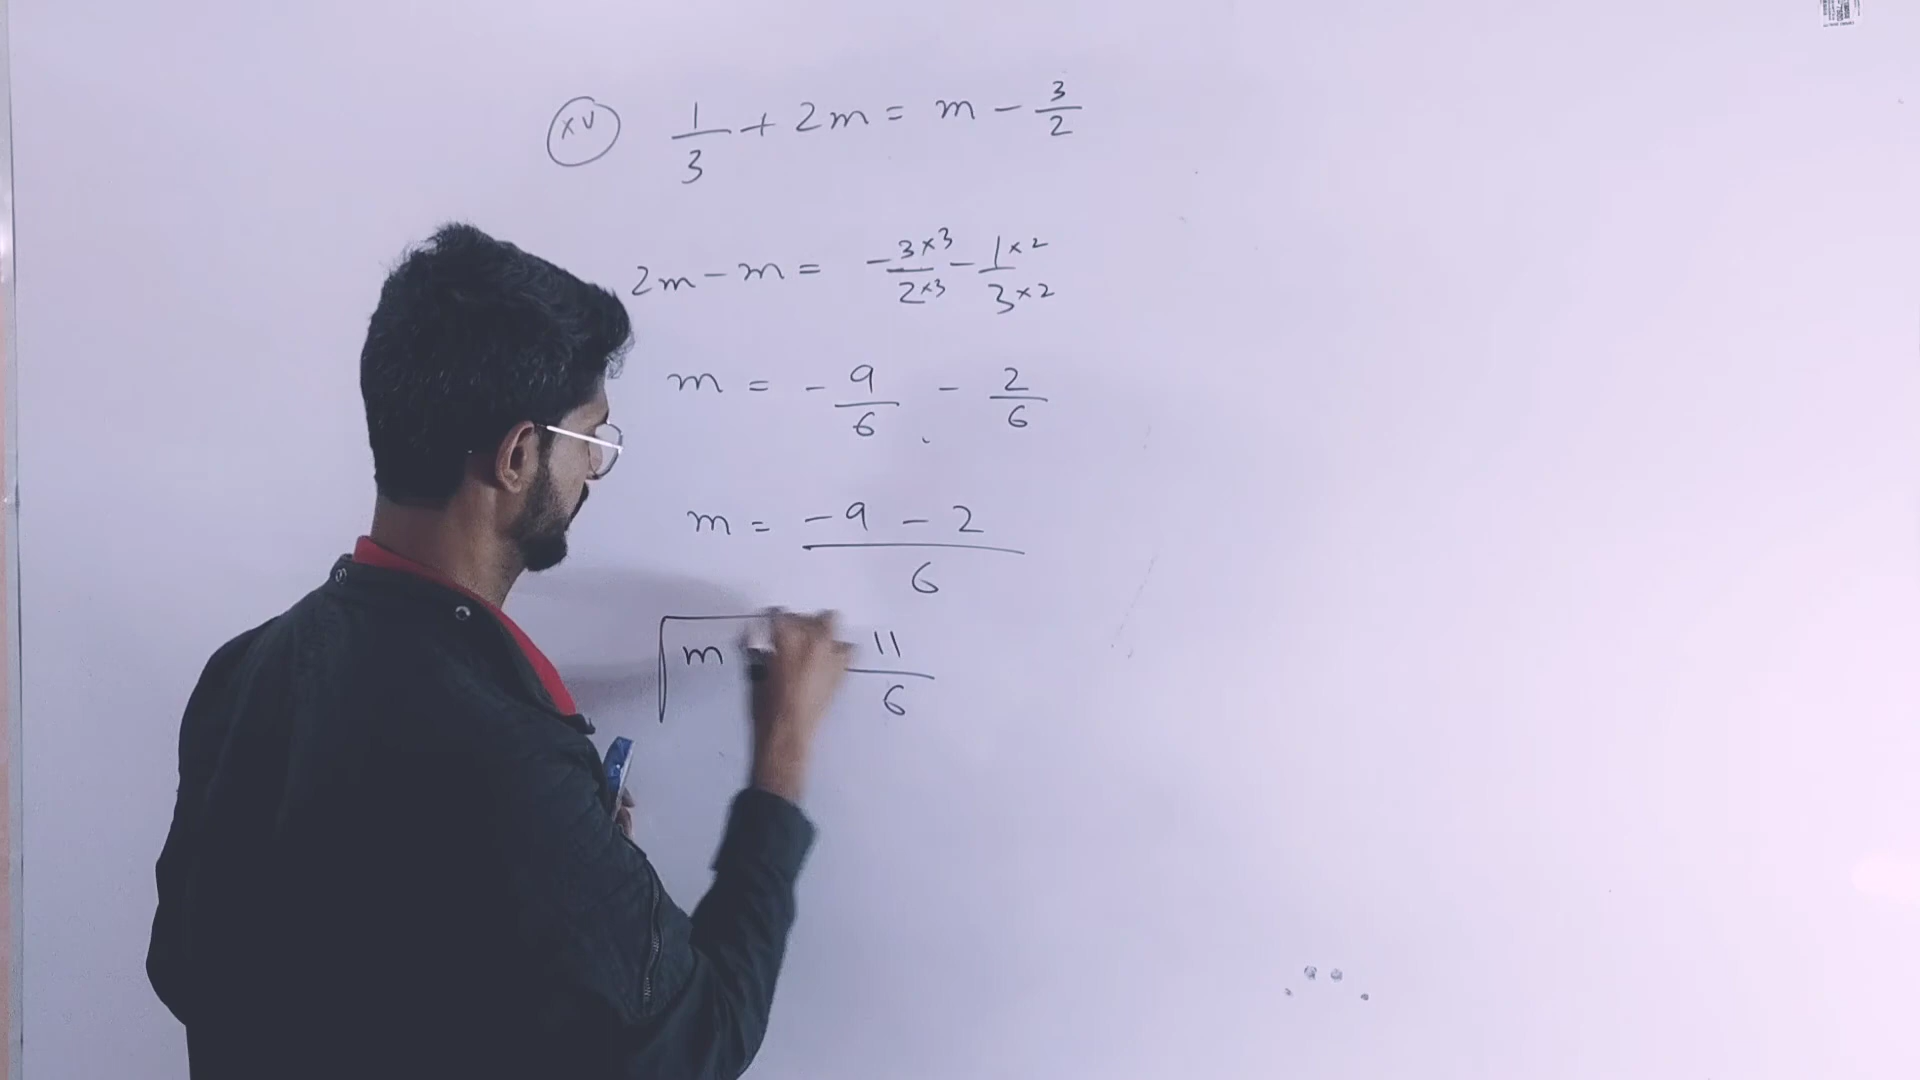 (xv) 1/3 + 2m = m - 3/2
2m - m = -3×3/2×3 - 1×2/3×2
m = - 9/6 - 2/6
m = -9 - 2/6
m - 11/6